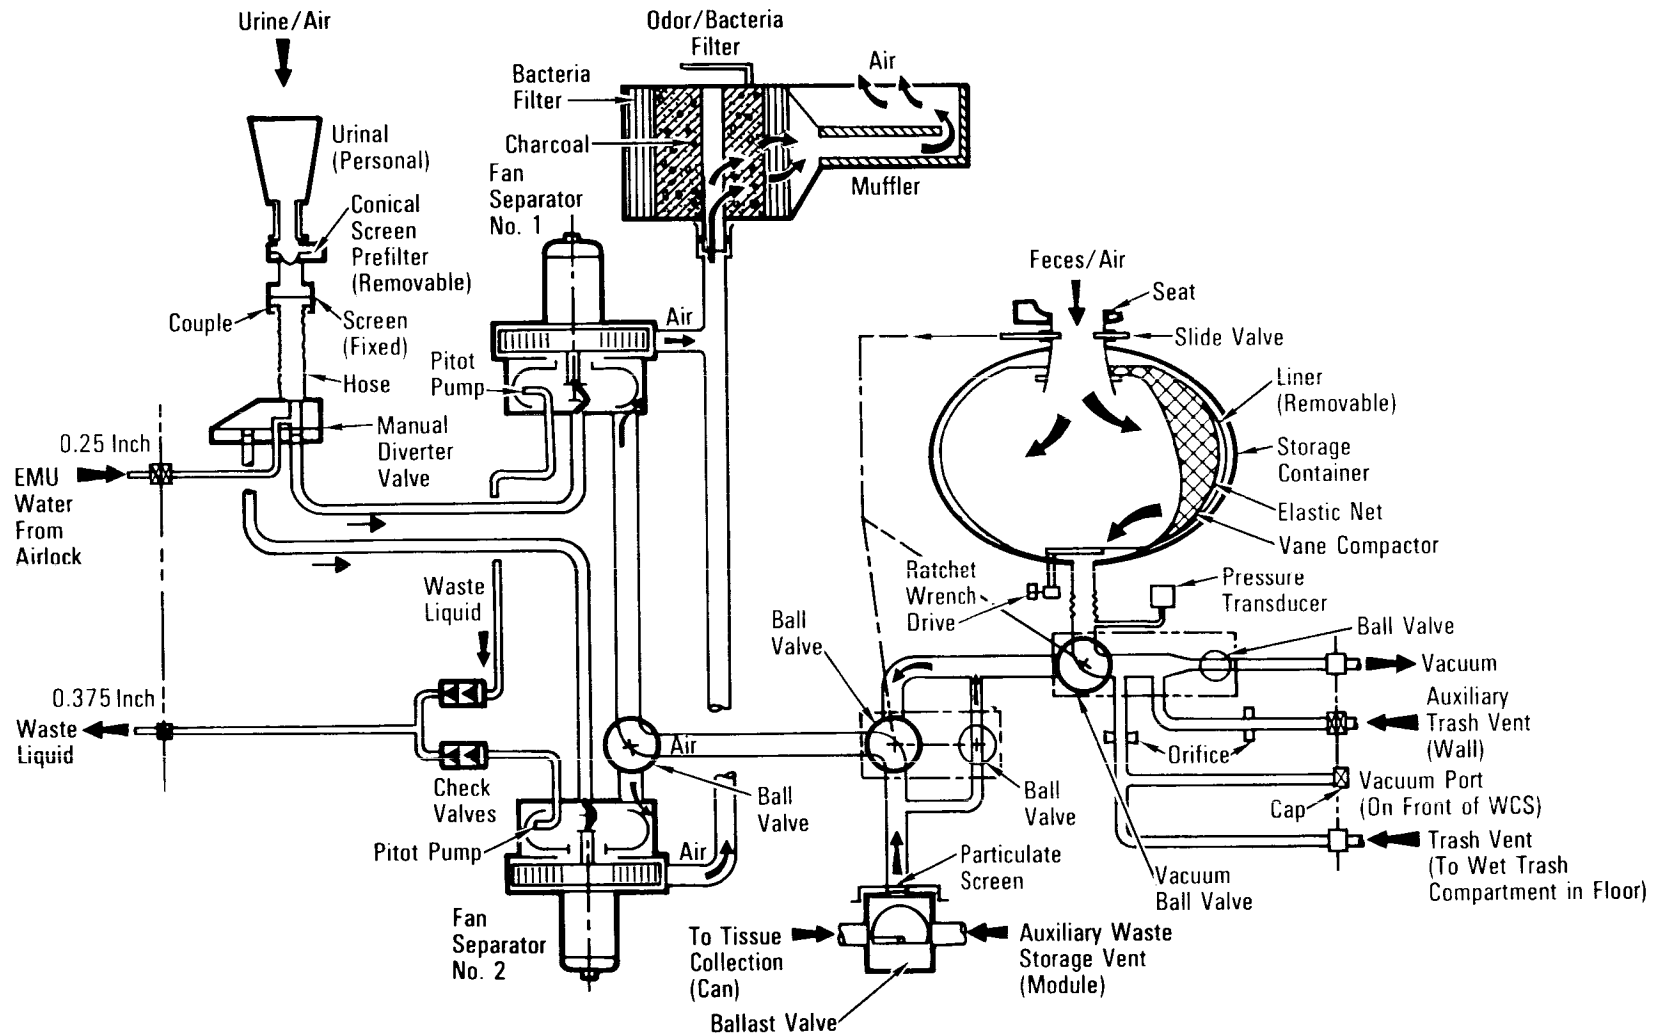 Urine/Air
Urinal
(Personal)
Conical
Screen
Prefilter
(Removable)
Couple
Screen
(Fixed)
Hose
Manual
Diverter
Valve
0.25 Inch
EMU
Water
From
Airlock
Odor/Bacteria
Filter
Bacteria
Filter
Charcoal
Air
Muffler
Fan
Separator
No. 1
Air
Pitot
Pump
Waste
Liquid
0.375 Inch
Waste
Liquid
Check
Valves
Pitot Pump
Air
Fan
Separator
No. 2
Air
Ball
Valve
Ball
Valve
Ball
Valve
Feces/Air
Seat
Slide Valve
Liner
(Removable)
Storage
Container
Elastic Net
Vane Compactor
Ratchet
Wrench
Drive
Pressure
Transducer
Ball Valve
Vacuum
Auxiliary
Trash Vent
(Wall)
Orifice
Vacuum Port
(On Front of WCS)
Cap
Trash Vent
(To Wet Trash
Compartment in Floor)
Vacuum
Ball Valve
Particulate
Screen
To Tissue
Collection
(Can)
Auxiliary Waste
Storage Vent
(Module)
Ballast Valve